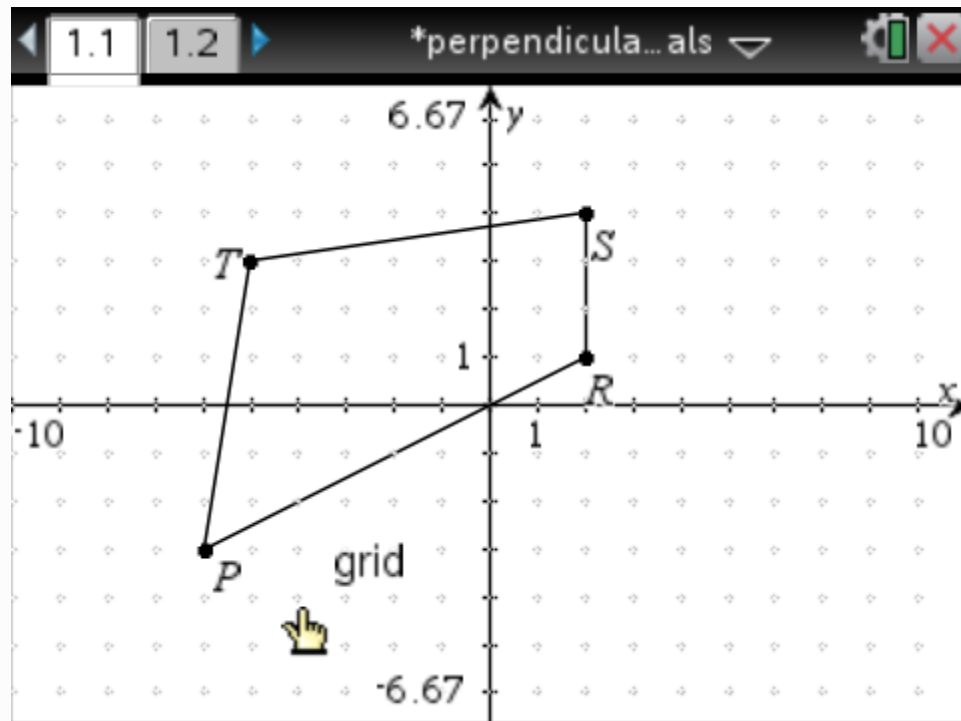 1.1 1.2 *perpendicula…als
6.67 y
T S
1
R
-10 1 10 x
P grid
-6.67